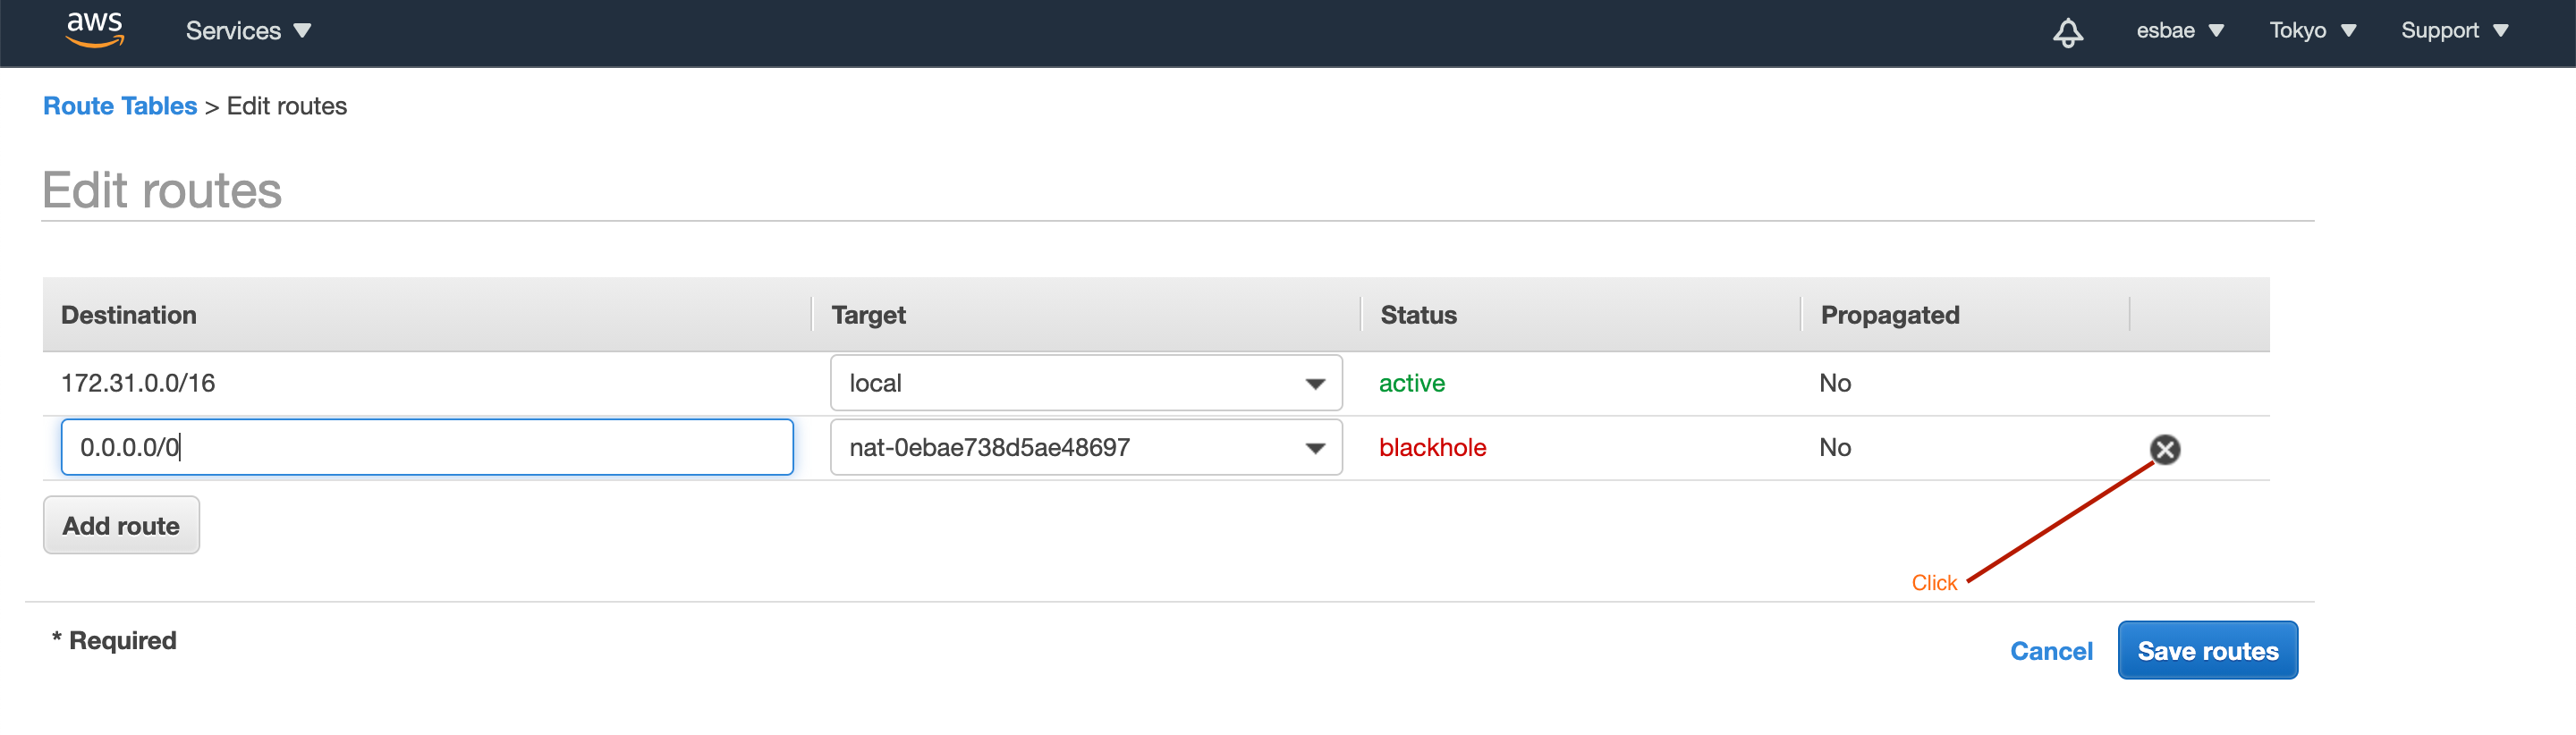 aws Services esbae Tokyo Support
Route Tables > Edit routes
Edit routes
Destination Target Status Propagated
172.31.0.0/16 local active No
0.0.0.0/0 nat-0ebae738d5ae48697 blackhole No
Add route
Click
* Required
Cancel Save routes